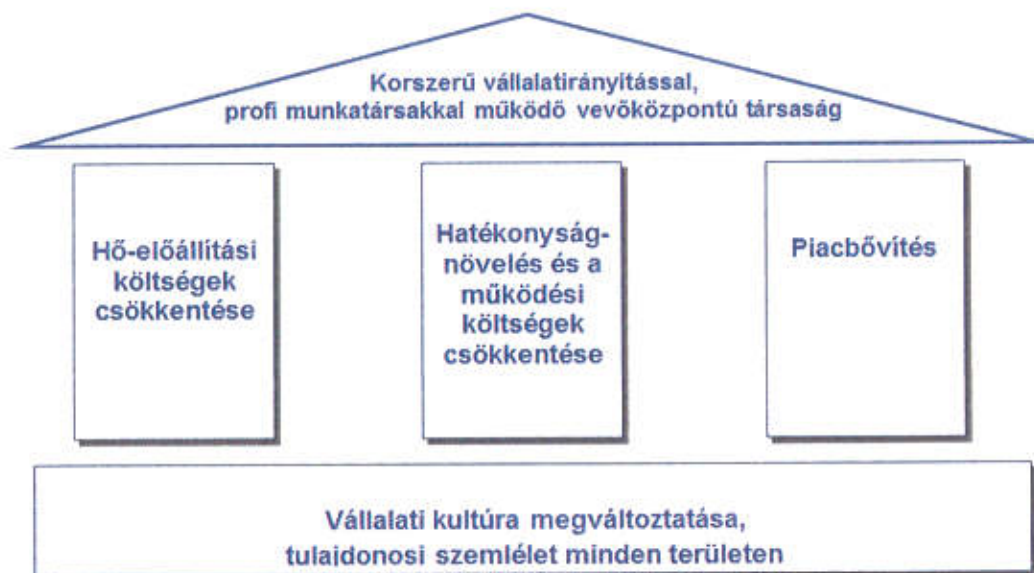 Korszerű vállalatirányítással,
profi munkatársakkal működő vevőközpontú társaság
Hő-előállítási
költségek
csökkentése
Hatékonyság-
növelés és a
működési
költségek
csökkentése
Piacbővítés
Vállalati kultúra megváltoztatása,
tulajdonosi szemlélet minden területen